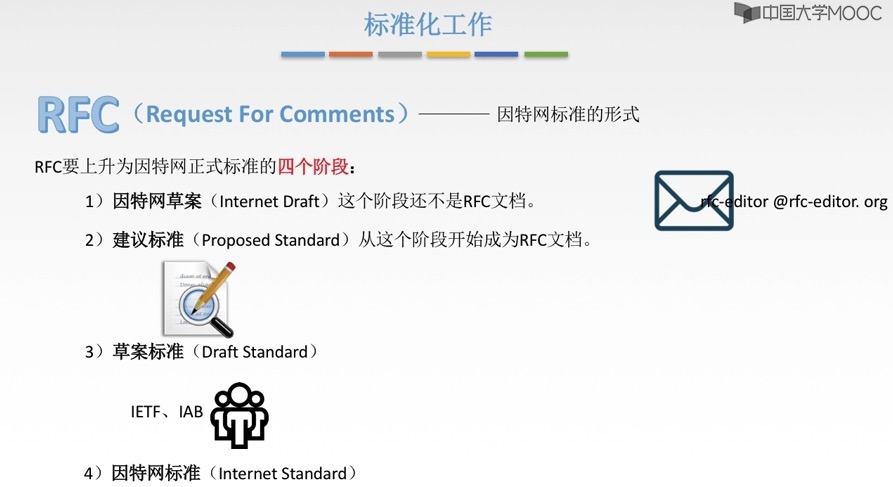 标准化工作
中国大学MOOC
RFC（Request For Comments）——— 因特网标准的形式
RFC要上升为因特网正式标准的四个阶段：
1）因特网草案（Internet Draft）这个阶段还不是RFC文档。
rfc-editor @rfc-editor. org
2）建议标准（Proposed Standard）从这个阶段开始成为RFC文档。
3）草案标准（Draft Standard）
IETF、IAB
4）因特网标准（Internet Standard）